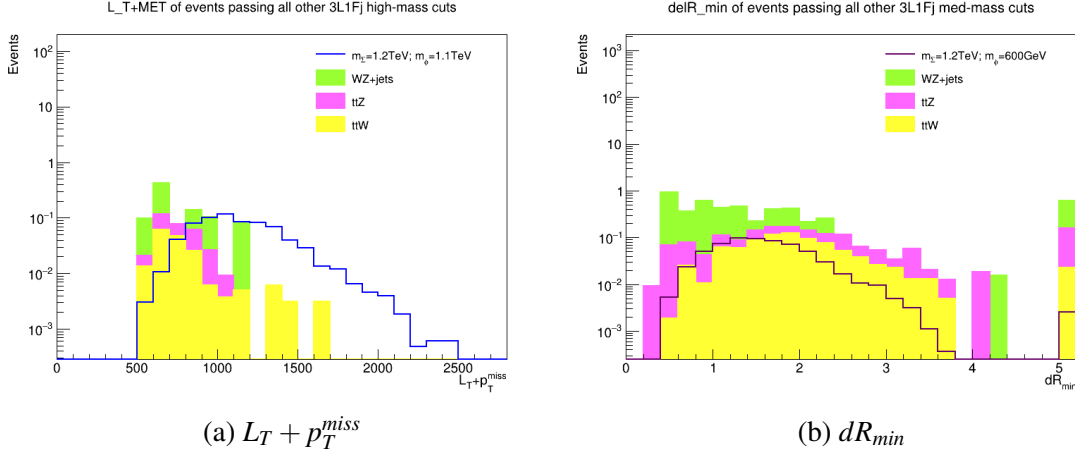 L_T+MET of events passing all other 3L1Fj high-mass cuts
Events
10²
10
1
10⁻¹
10⁻²
10⁻³
m_Σ=1.2TeV; m_ϕ=1.1TeV
WZ+jets
ttZ
ttW
0 500 1000 1500 2000 2500
L_T+p_T^miss
(a) L_T + p_T^miss
delR_min of events passing all other 3L1Fj med-mass cuts
Events
10³
10²
10
1
10⁻¹
10⁻²
10⁻³
m_Σ=1.2TeV; m_ϕ=600GeV
WZ+jets
ttZ
ttW
0 1 2 3 4 5
dR_min
(b) dR_min